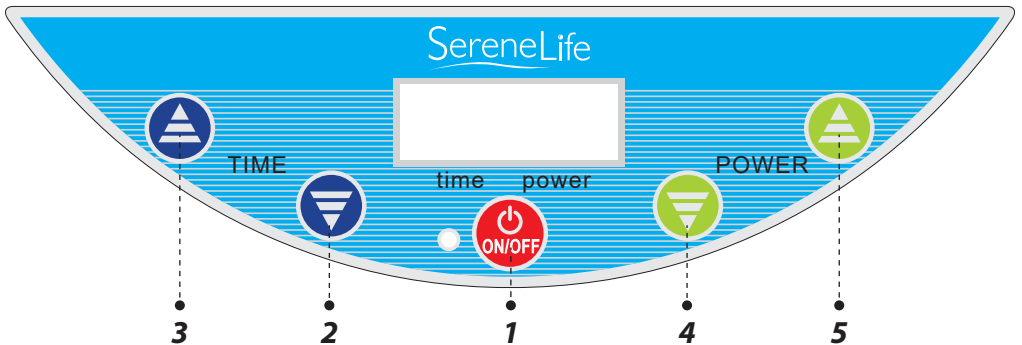 SereneLife
TIME
POWER
time power
ON/OFF
3 2 1 4 5